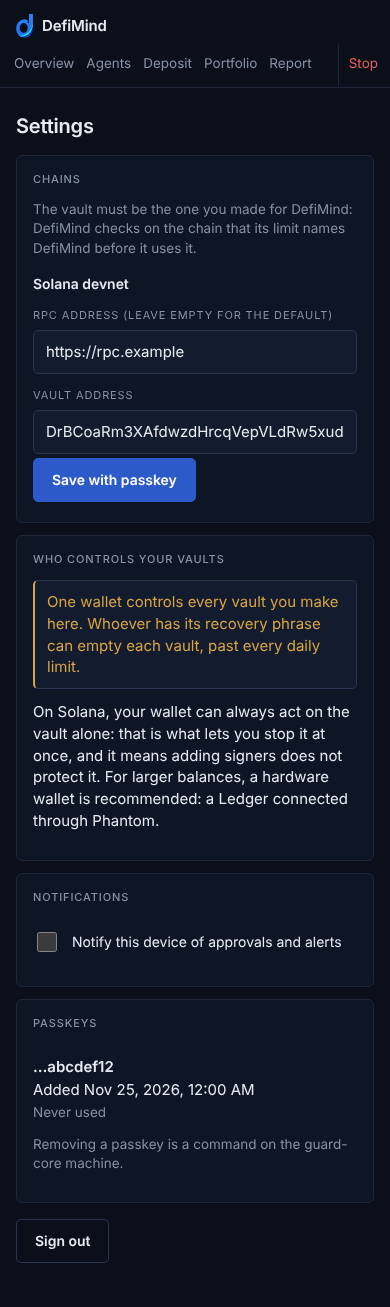 DefiMind
Overview Agents Deposit Portfolio Report Stop
Settings
CHAINS
The vault must be the one you made for DefiMind:
DefiMind checks on the chain that its limit names
DefiMind before it uses it.
Solana devnet
RPC ADDRESS (LEAVE EMPTY FOR THE DEFAULT)
https://rpc.example
VAULT ADDRESS
DrBCoaRm3XAfdwzdHrcqVepVLdRw5xud
Save with passkey
WHO CONTROLS YOUR VAULTS
One wallet controls every vault you make
here. Whoever has its recovery phrase
can empty each vault, past every daily
limit.
On Solana, your wallet can always act on the
vault alone: that is what lets you stop it at
once, and it means adding signers does not
protect it. For larger balances, a hardware
wallet is recommended: a Ledger connected
through Phantom.
NOTIFICATIONS
Notify this device of approvals and alerts
PASSKEYS
…abcdef12
Added Nov 25, 2026, 12:00 AM
Never used
Removing a passkey is a command on the guard-
core machine.
Sign out